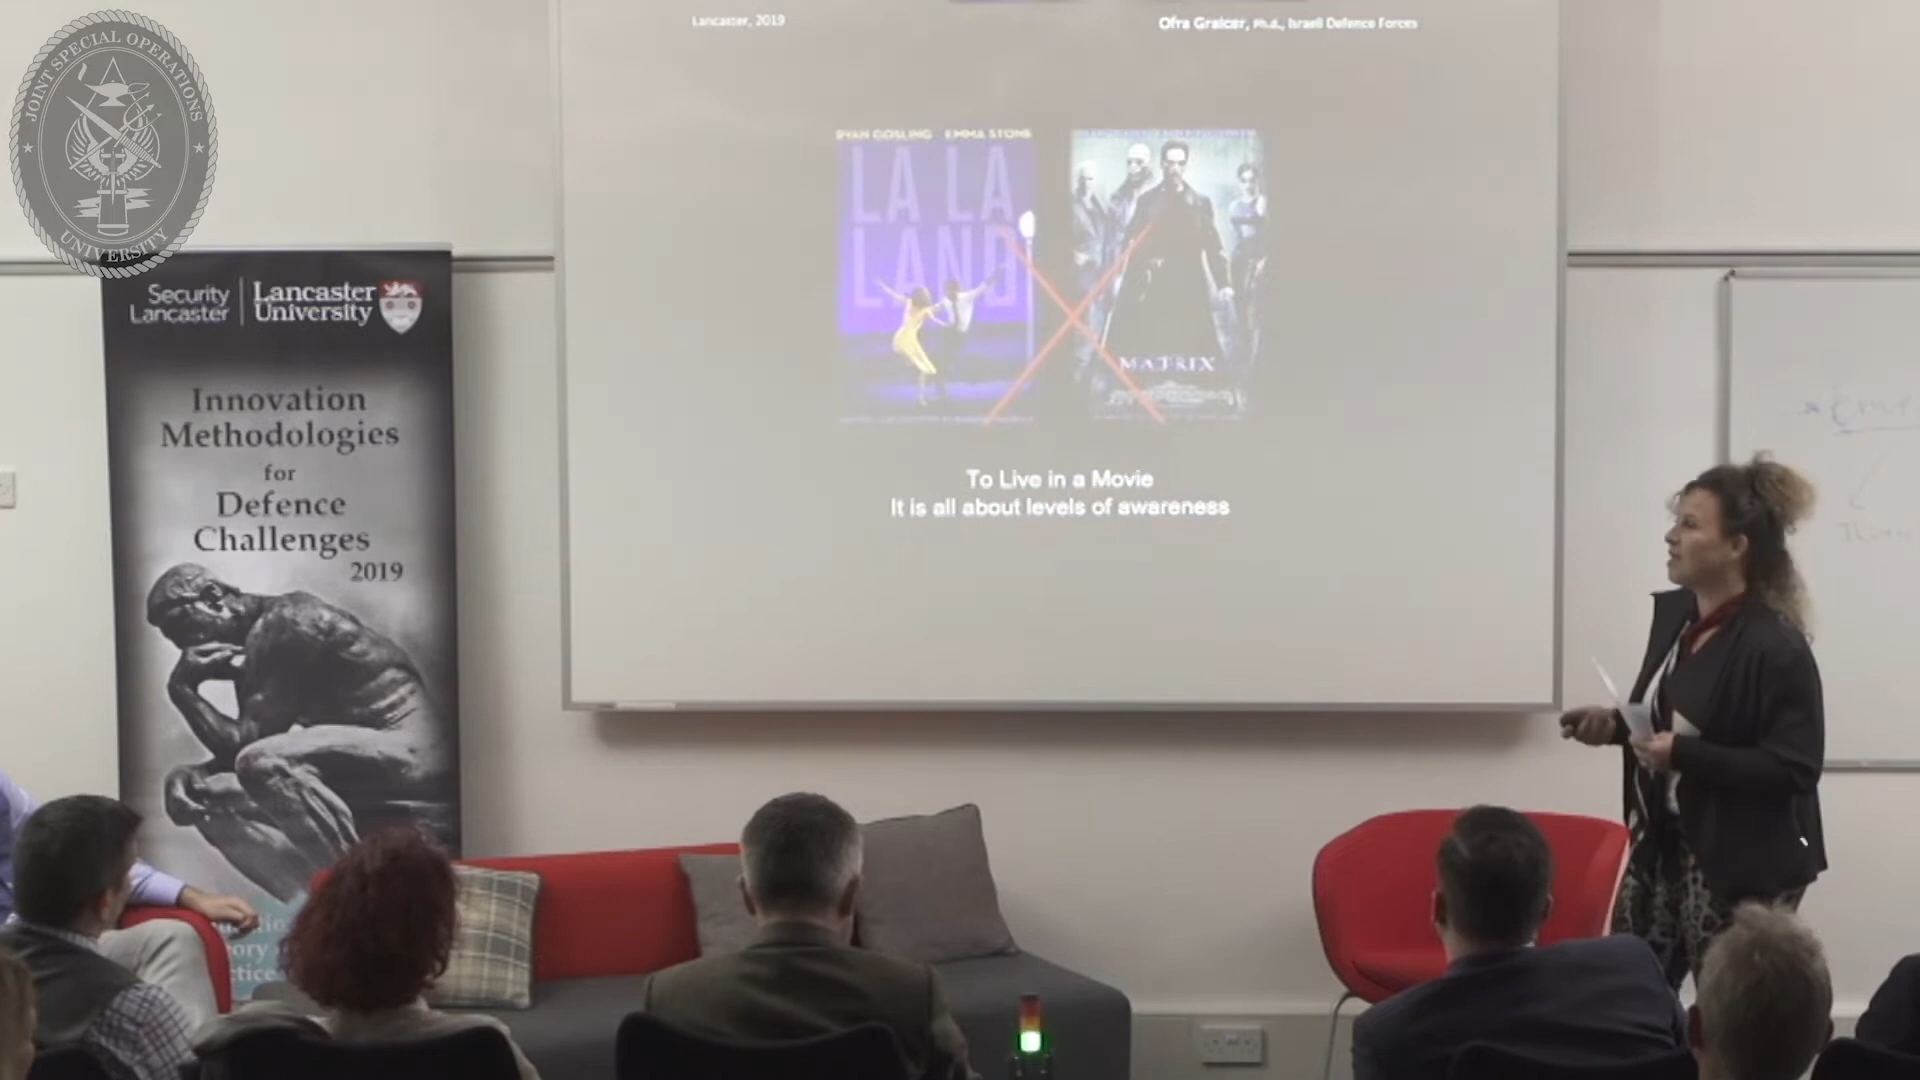 JOINT SPECIAL OPERATIONS
UNIVERSITY
Security
Lancaster
Lancaster
University
Innovation
Methodologies
for
Defence
Challenges
2019
Lancaster, 2019
Ofra Graicer, Ph.d., Israeli Defence Forces
RYAN GOSLING EMMA STONE
LA LA
LAND
MATRIX
To Live in a Movie
It is all about levels of awareness